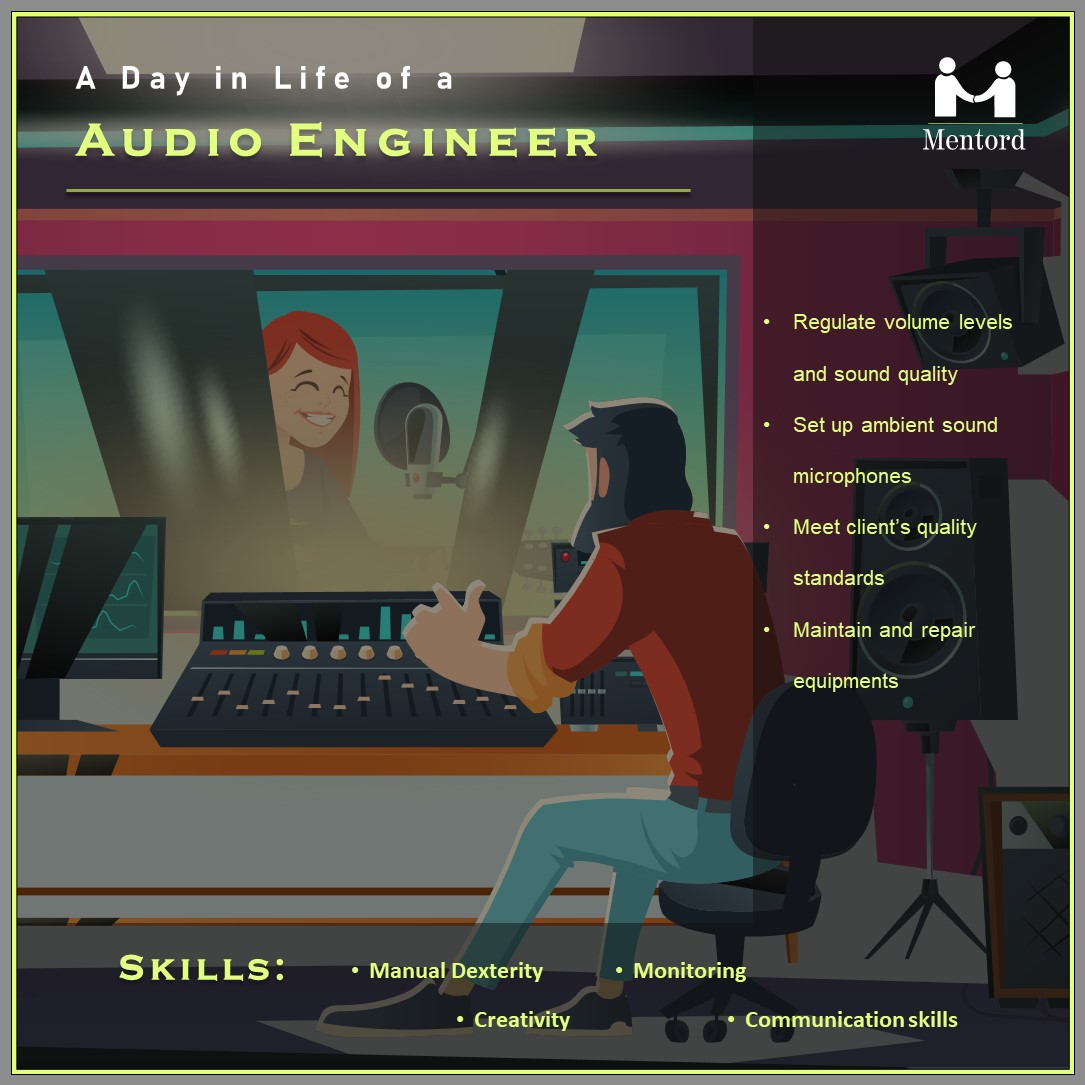 A Day in Life of a
AUDIO ENGINEER
Mentord
• Regulate volume levels
and sound quality
• Set up ambient sound
microphones
• Meet client’s quality
standards
• Maintain and repair
equipments
SKILLS:
• Manual Dexterity
• Monitoring
• Creativity
• Communication skills